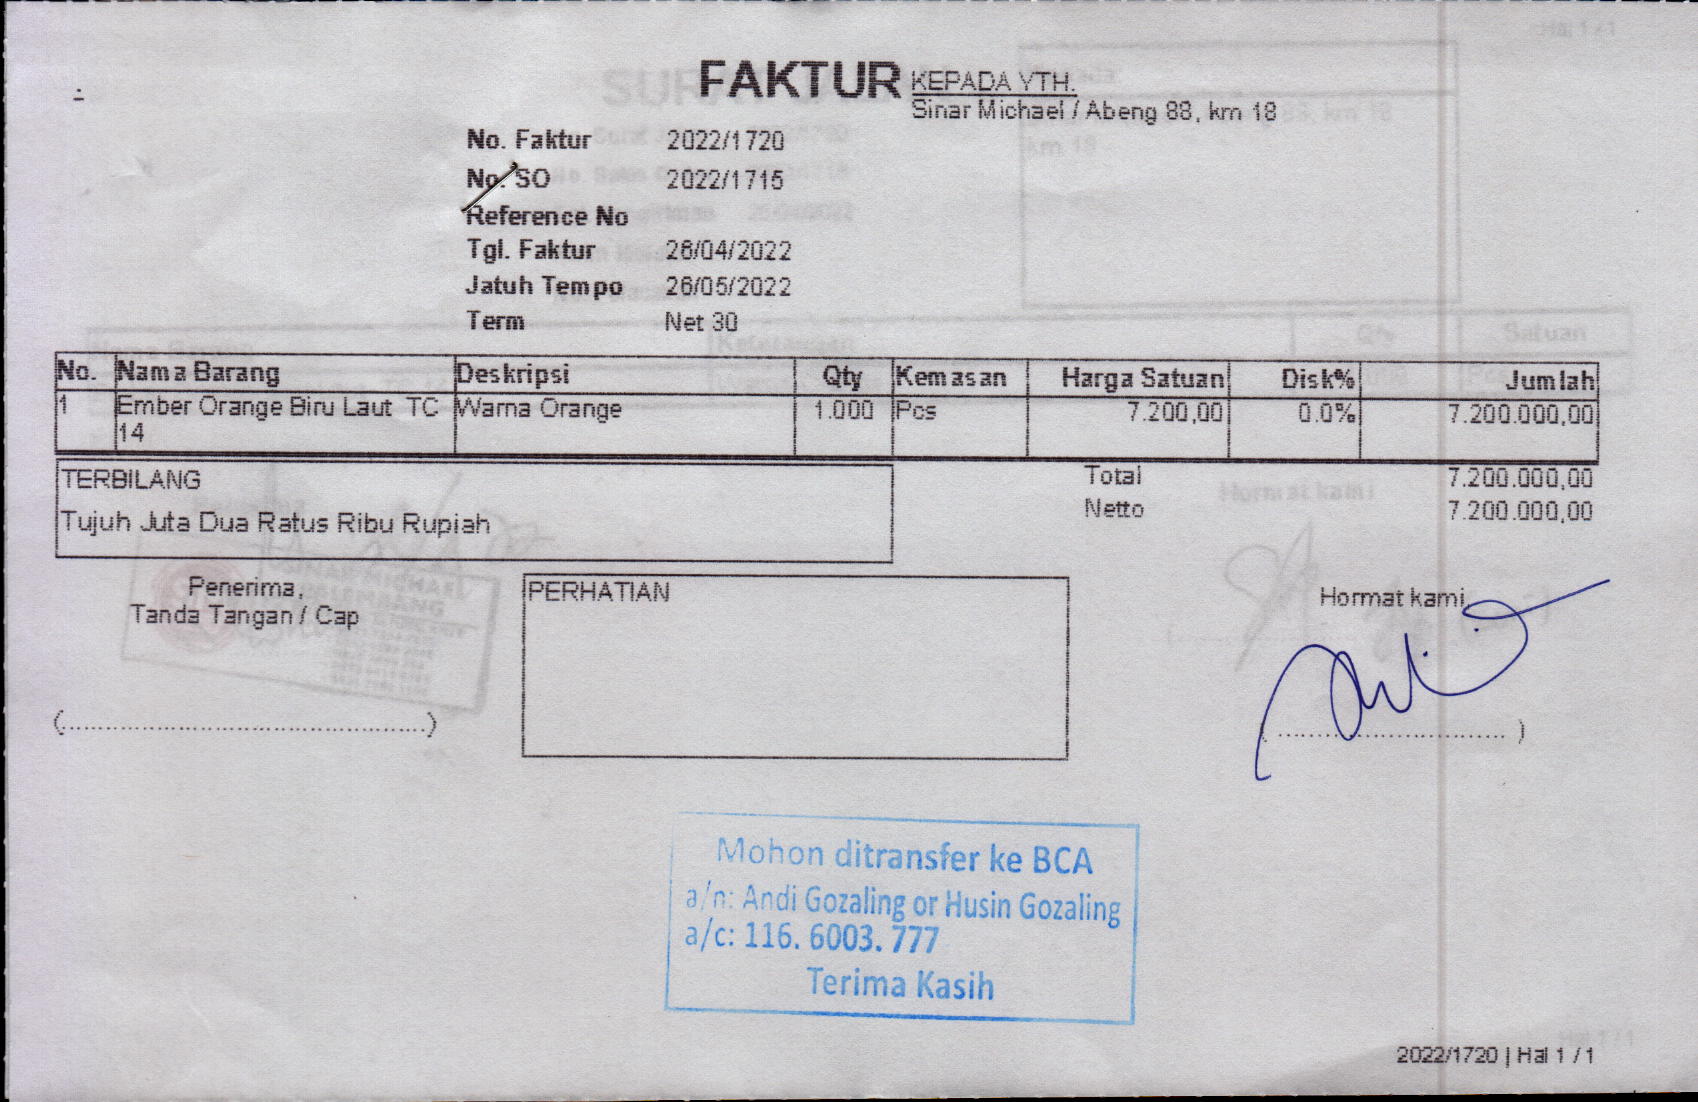 FAKTUR
KEPADA YTH.
Sinar Michael / Abeng 88, km 18
No. Faktur 2022/1720
No. SO 2022/1715
Reference No
Tgl. Faktur 26/04/2022
Jatuh Tempo 26/05/2022
Term Net 30
No. Nama Barang Deskripsi Qty Kemasan Harga Satuan Disk% Jumlah
1 Ember Orange Biru Laut TC Warna Orange 1.000 Pcs 7.200,00 0.0% 7.200.000,00
14
TERBILANG
Tujuh Juta Dua Ratus Ribu Rupiah
Total 7.200.000,00
Netto 7.200.000,00
Penerima,
Tanda Tangan / Cap
(..............................................)
PERHATIAN
Hormat kami,
( .............................. )
Mohon ditransfer ke BCA
a/n: Andi Gozaling or Husin Gozaling
a/c: 116. 6003. 777
Terima Kasih
2022/1720 | Hal 1 / 1